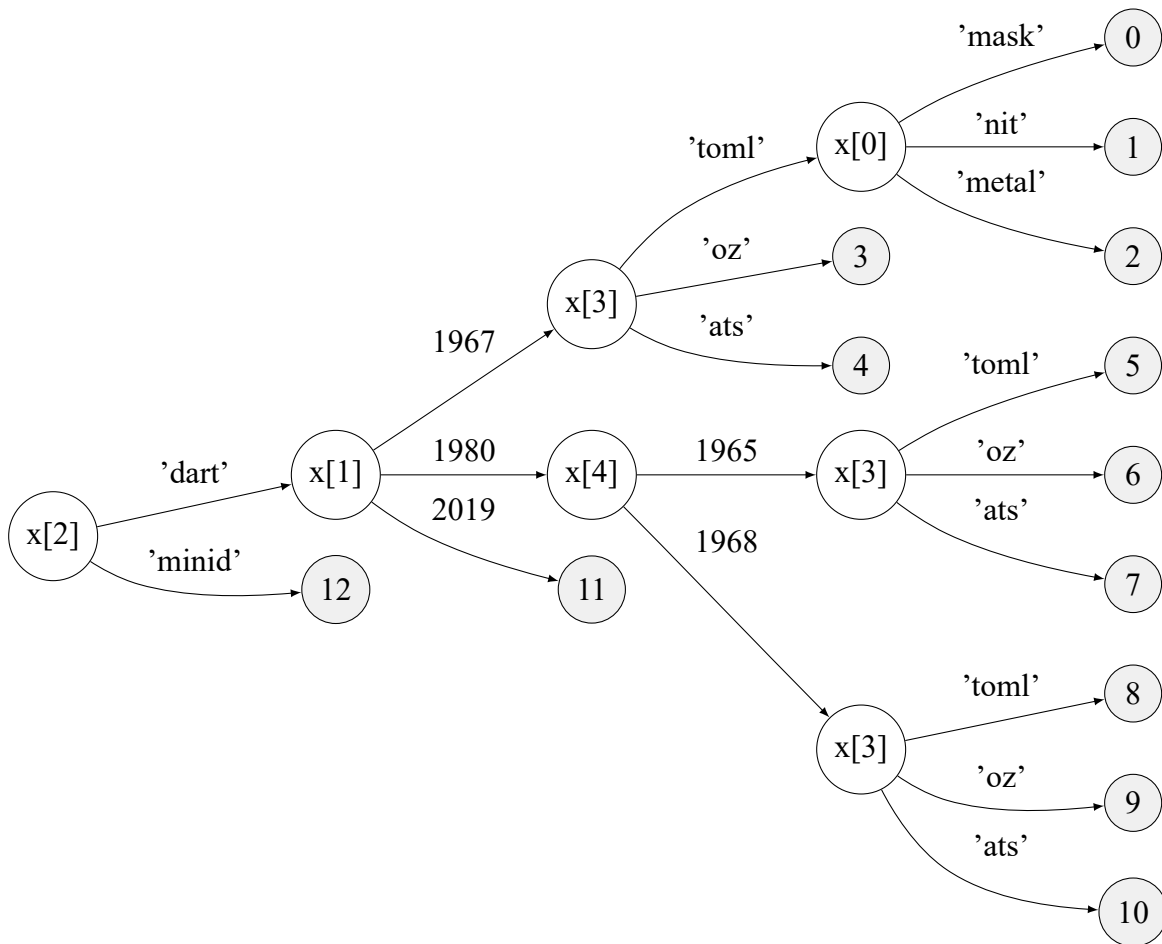 ’mask’
0
x[0]
’nit’
1
’toml’
’metal’
’oz’
3
2
x[3]
’ats’
1967
4
’toml’
5
’dart’
x[1]
1980
x[4]
1965
x[3]
’oz’
6
2019
’ats’
x[2]
1968
’minid’
12
11
7
’toml’
8
x[3]
’oz’
9
’ats’
10